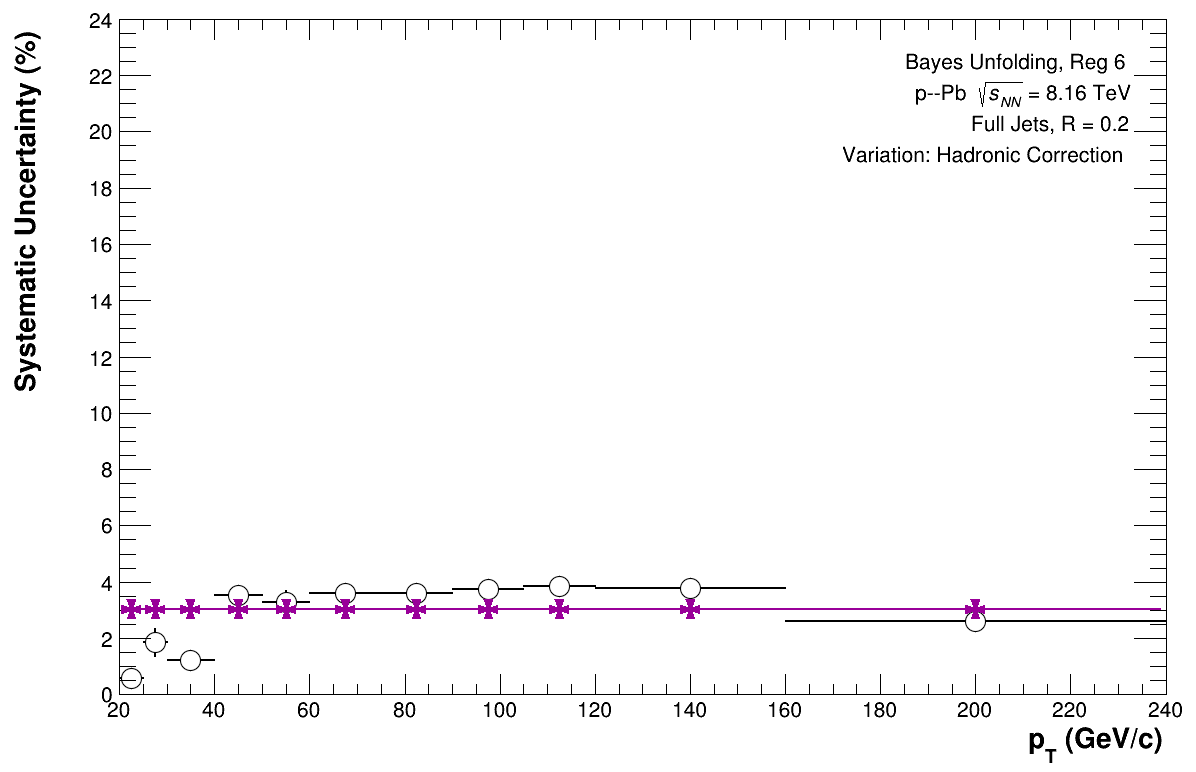 Systematic Uncertainty (%)
24
22
20
18
16
14
12
10
8
6
4
2
0
Bayes Unfolding, Reg 6
p--Pb √sNN = 8.16 TeV
Full Jets, R = 0.2
Variation: Hadronic Correction
20 40 60 80 100 120 140 160 180 200 220 240
pT (GeV/c)